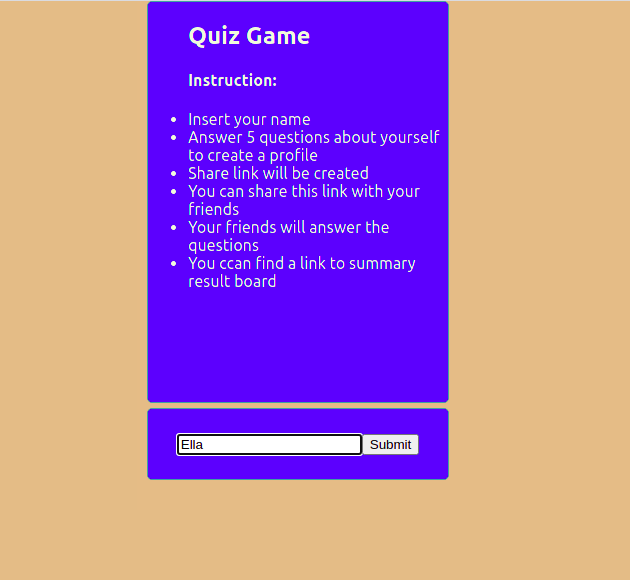 Quiz Game
Instruction:
• Insert your name
• Answer 5 questions about yourself
to create a profile
• Share link will be created
• You can share this link with your
friends
• Your friends will answer the
questions
• You ccan find a link to summary
result board
Ella Submit